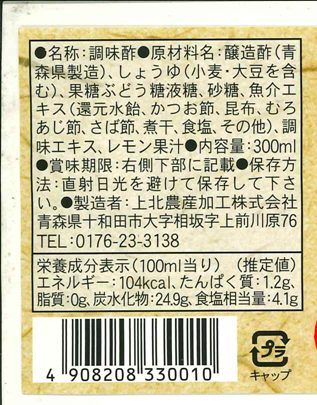 ●名称:調味酢●原材料名:醸造酢(青
森県製造)、しょうゆ(小麦・大豆を含
む)、果糖ぶどう糖液糖、砂糖、魚介エ
キス(還元水飴、かつお節、昆布、むろ
あじ節、さば節、煮干、食塩、その他)、調
味エキス、レモン果汁●内容量:300ml
●賞味期限:右側下部に記載●保存方
法:直射日光を避けて保存して下さ
い。●製造者:上北農産加工株式会社
青森県十和田市大字相坂字上前川原76
TEL:0176-23-3138
栄養成分表示(100ml当り) (推定値)
エネルギー:104kcal、たんぱく質:1.2g、
脂質:0g、炭水化物:24.9g、食塩相当量:4.1g
4 908208 330010
プラ
キャップ